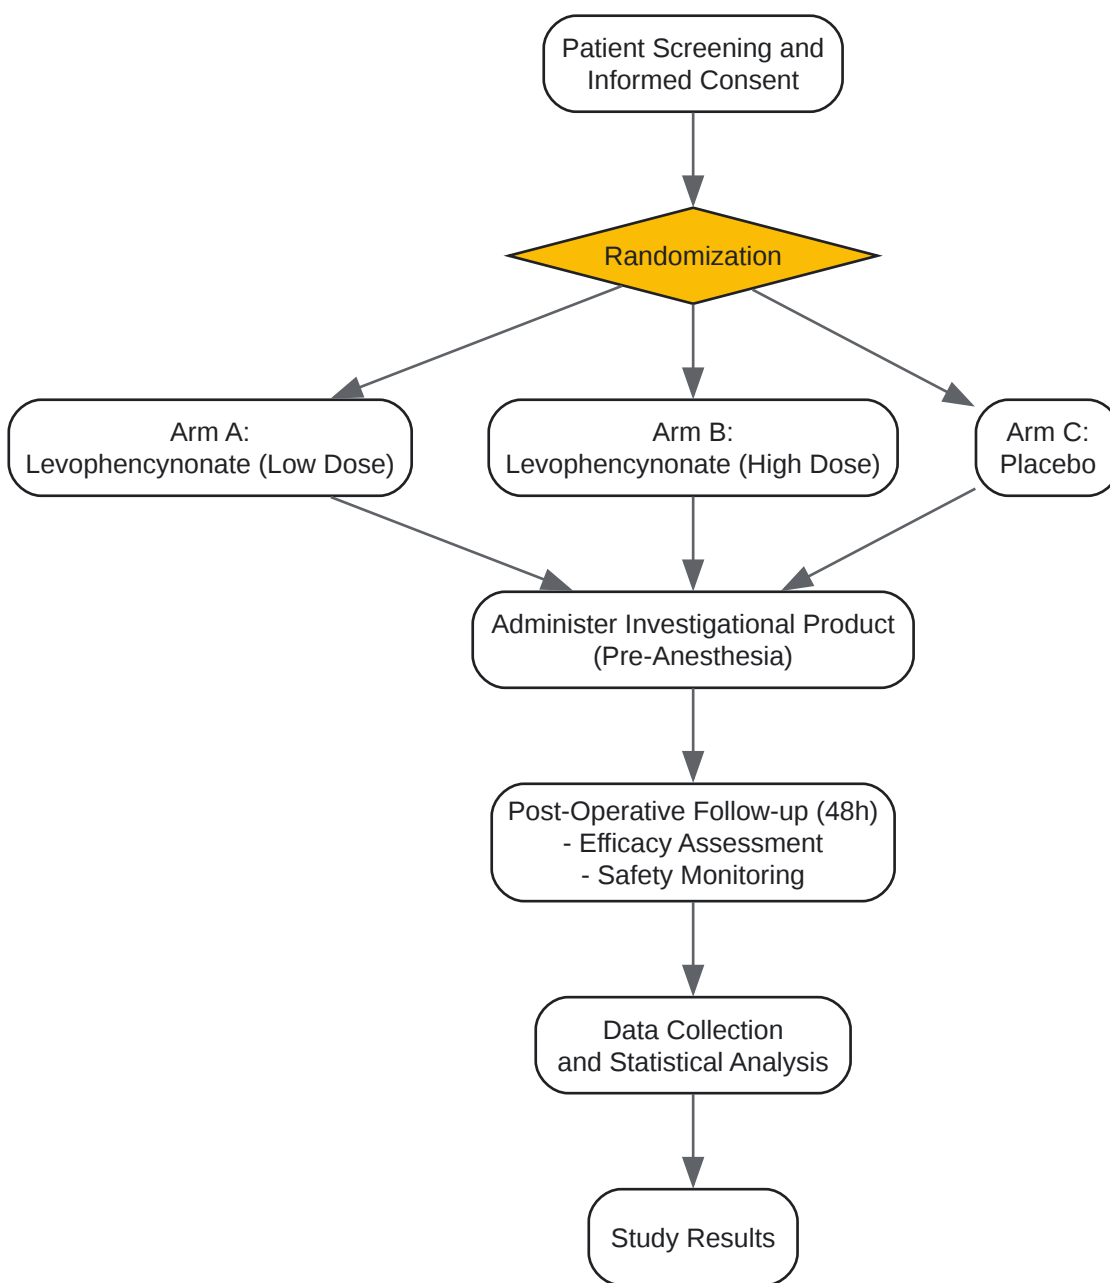 Patient Screening and
Informed Consent
Randomization
Arm A:
Levophencynonate (Low Dose)
Arm B:
Levophencynonate (High Dose)
Arm C:
Placebo
Administer Investigational Product
(Pre-Anesthesia)
Post-Operative Follow-up (48h)
- Efficacy Assessment
- Safety Monitoring
Data Collection
and Statistical Analysis
Study Results